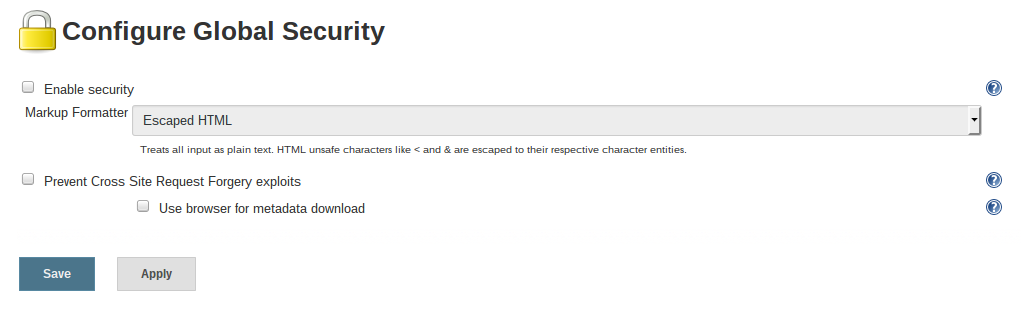 Configure Global Security
Enable security
Markup Formatter
Escaped HTML
Treats all input as plain text. HTML unsafe characters like < and & are escaped to their respective character entities.
Prevent Cross Site Request Forgery exploits
Use browser for metadata download
Save
Apply